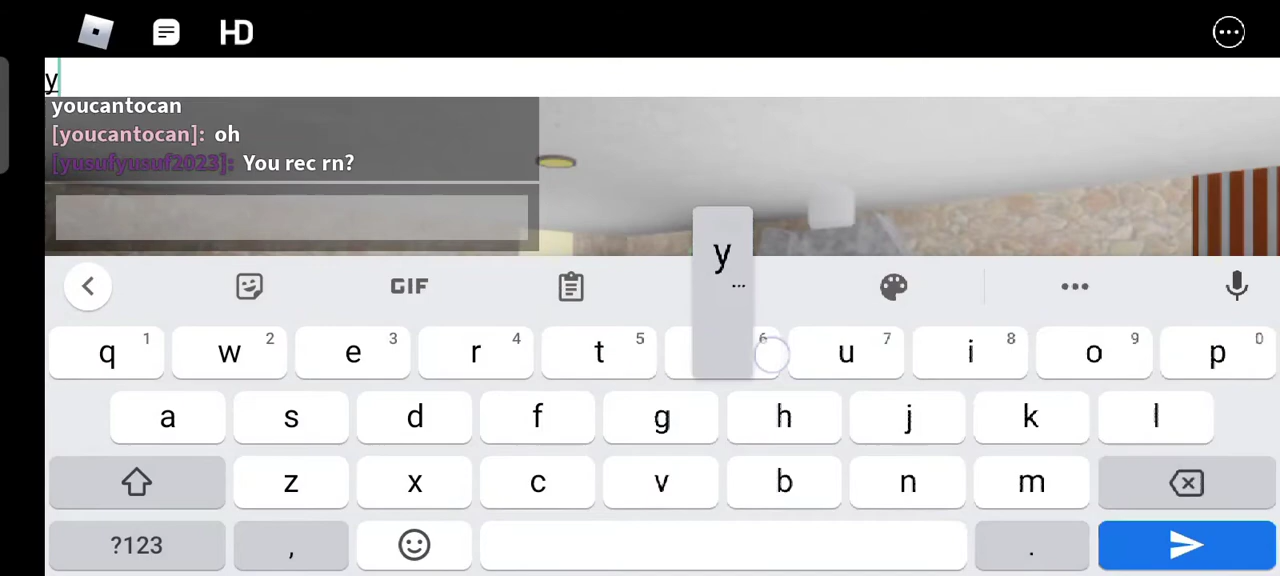 HD
y
youcantocan
[youcantocan]: oh
[yusufyusuf2023]: You rec rn?
y
...
GIF
q 1 w 2 e 3 r 4 t 5 6 u 7 i 8 o 9 p 0
a s d f g h j k l
z x c v b n m
?123 , .